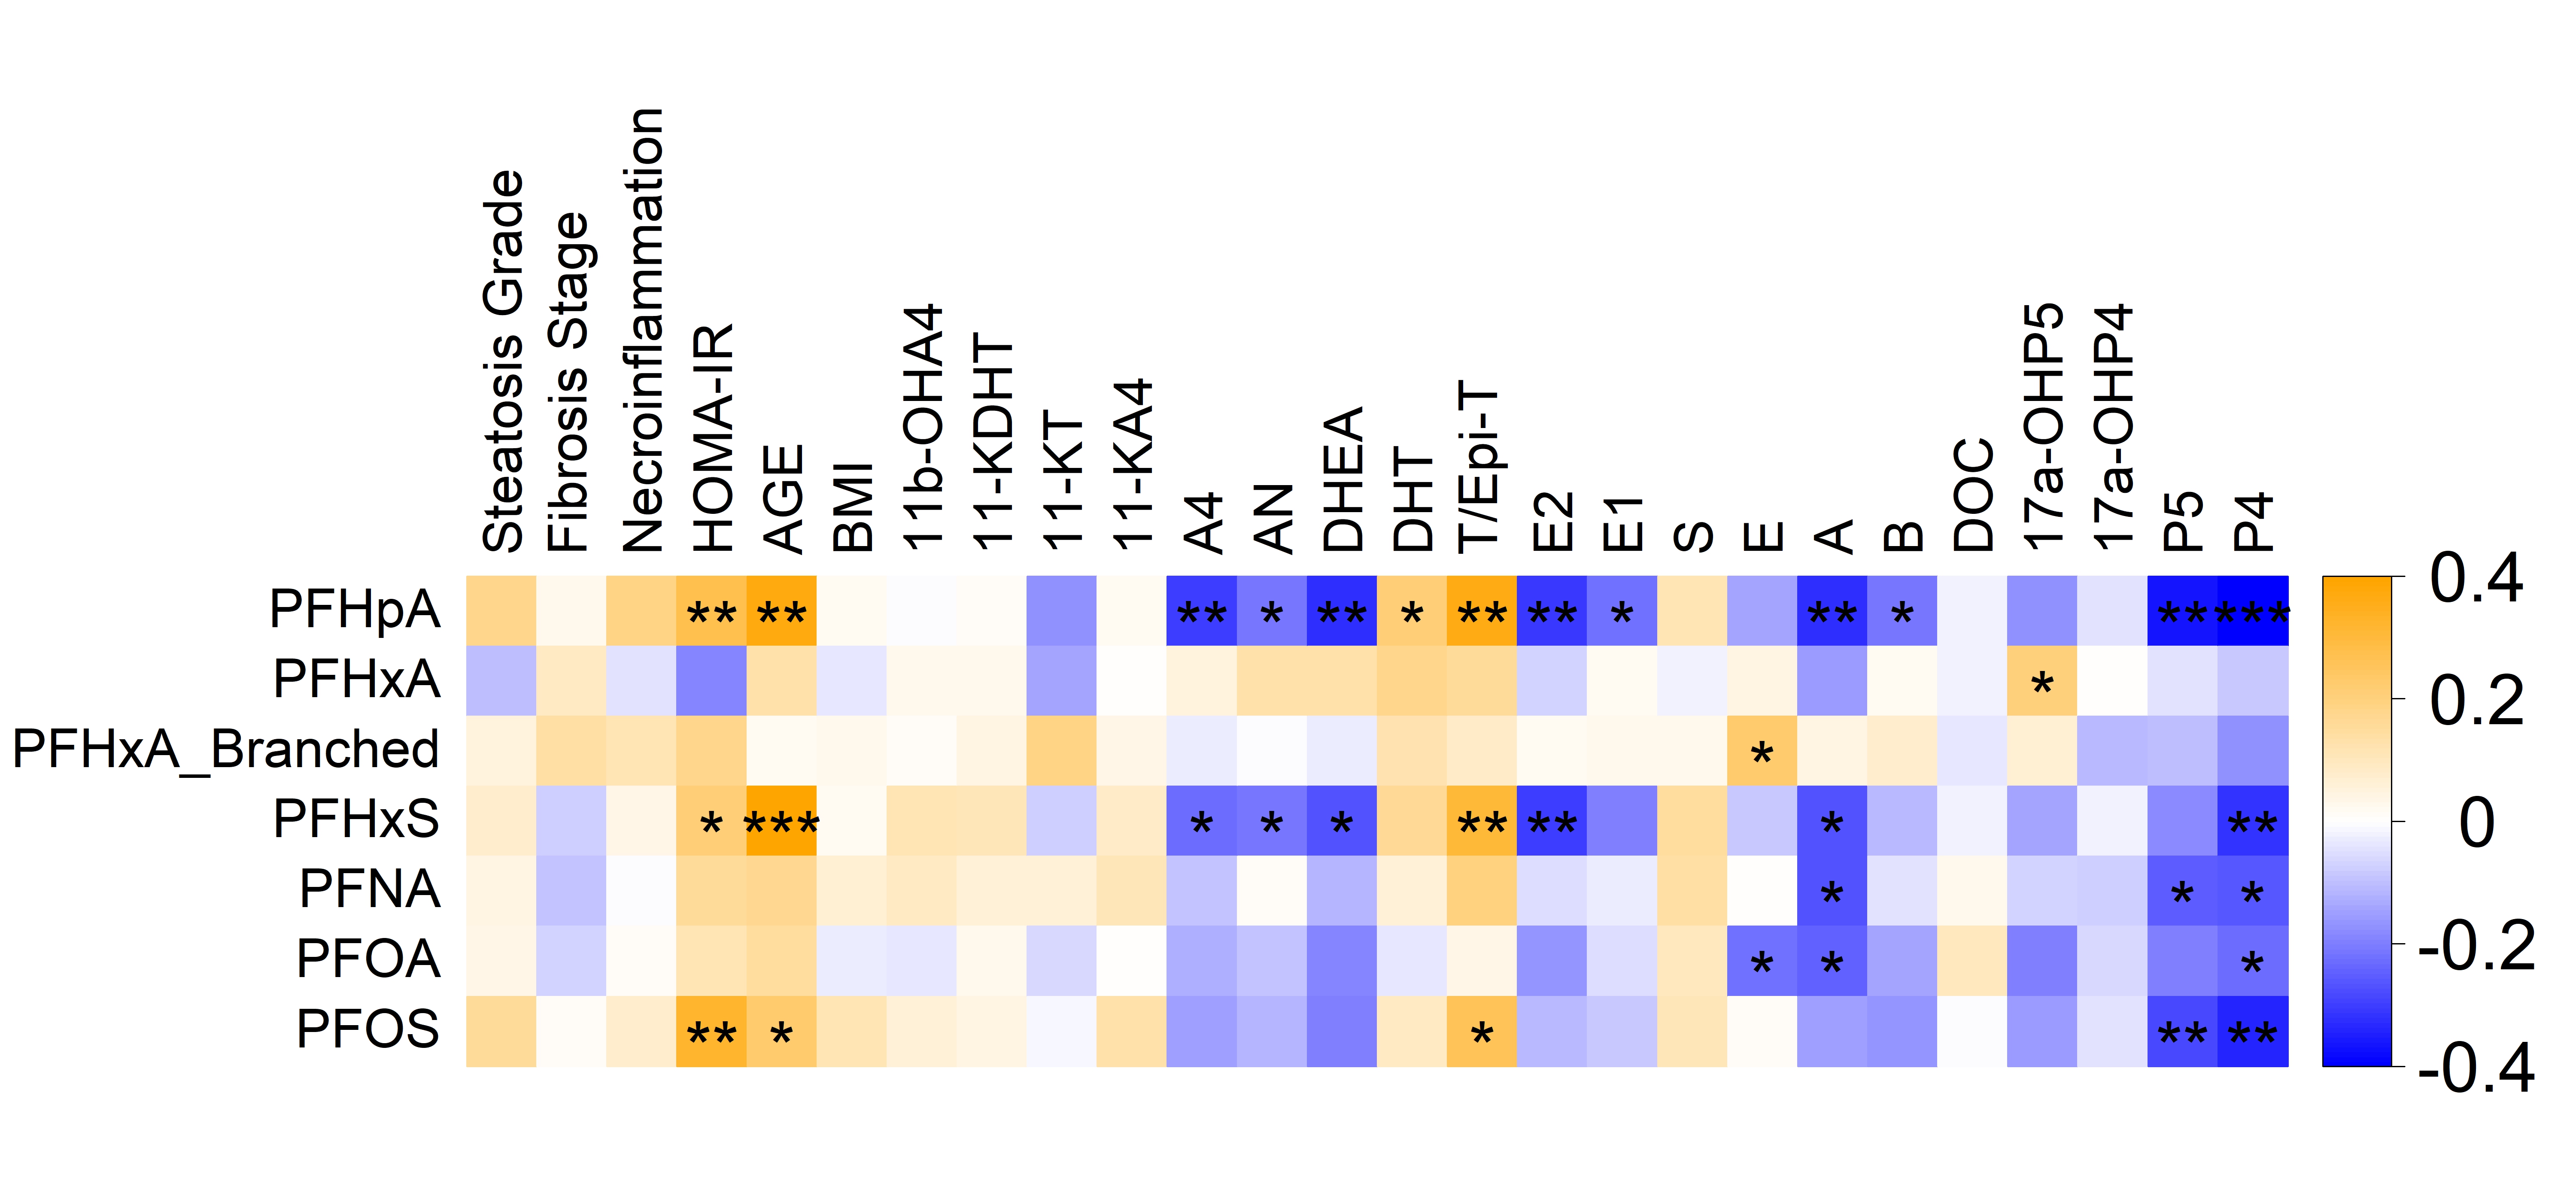 Steatosis Grade
Fibrosis Stage
Necroinflammation
HOMA-IR
AGE
BMI
11b-OHA4
11-KDHT
11-KT
11-KA4
A4
AN
DHEA
DHT
T/Epi-T
E2
E1
S
E
A
B
DOC
17a-OHP5
17a-OHP4
P5
P4
PFHpA ** ** ** * ** * ** ** * ** * ** ***
PFHxA *
PFHxA_Branched *
PFHxS * *** * * * ** ** * **
PFNA * * *
PFOA * * *
PFOS ** * * ** **
0.4
0.2
0
-0.2
-0.4